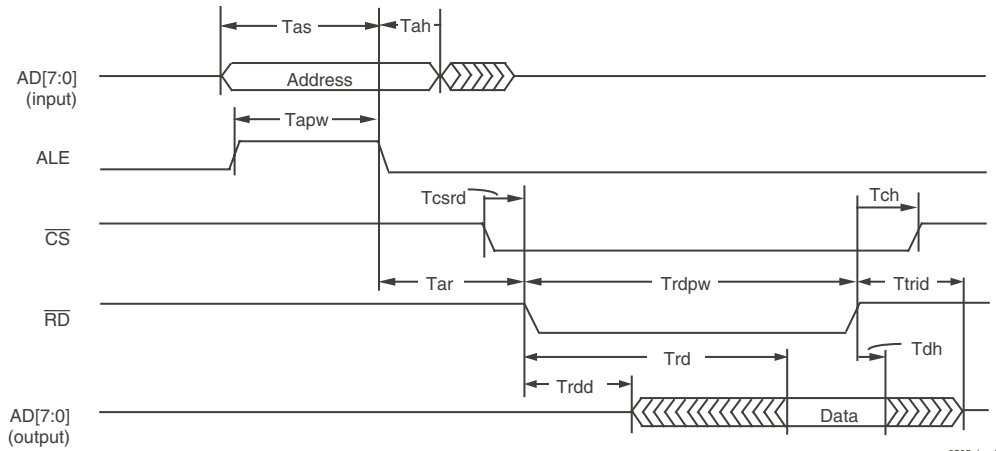 Tas
Tah
AD[7:0]
(input)
Address
Tapw
ALE
Tcsrd
Tch
CS
Tar
Trdpw
Ttrid
RD
Trd
Tdh
Trdd
AD[7:0]
(output)
Data